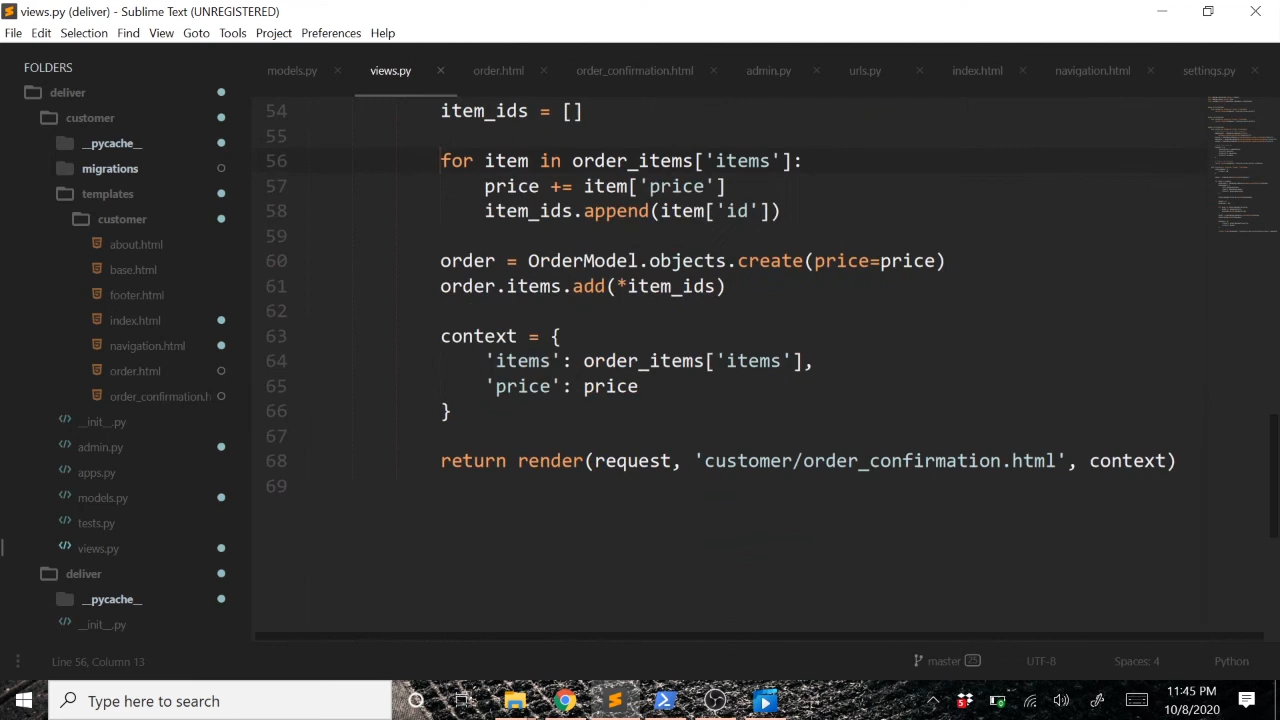 views.py (deliver) - Sublime Text (UNREGISTERED)
File Edit Selection Find View Goto Tools Project Preferences Help
FOLDERS
deliver
customer
__pycache__
migrations
templates
customer
about.html
base.html
footer.html
index.html
navigation.html
order.html
order_confirmation.h
__init__.py
admin.py
apps.py
models.py
tests.py
views.py
deliver
__pycache__
__init__.py
models.py views.py order.html order_confirmation.html admin.py urls.py index.html navigation.html settings.py
54 item_ids = []
55
56 for item in order_items['items']:
57 price += item['price']
58 item_ids.append(item['id'])
59
60 order = OrderModel.objects.create(price=price)
61 order.items.add(*item_ids)
62
63 context = {
64 'items': order_items['items'],
65 'price': price
66 }
67
68 return render(request, 'customer/order_confirmation.html', context)
69
Line 56, Column 13 master 25 UTF-8 Spaces: 4 Python
Type here to search
11:45 PM
10/8/2020